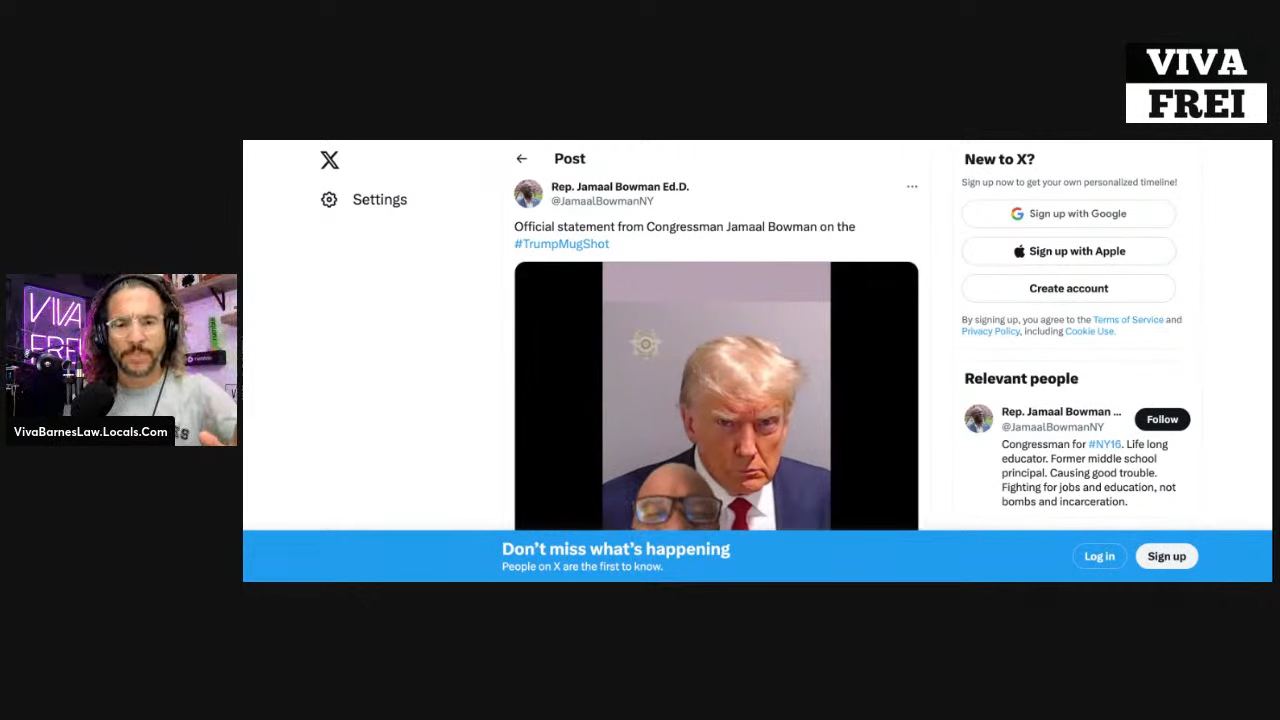 VIVA
FREI
Settings
Post
Rep. Jamaal Bowman Ed.D.
@JamaalBowmanNY
Official statement from Congressman Jamaal Bowman on the
#TrumpMugShot
New to X?
Sign up now to get your own personalized timeline!
Sign up with Google
Sign up with Apple
Create account
By signing up, you agree to the Terms of Service and
Privacy Policy, including Cookie Use.
Relevant people
Rep. Jamaal Bowman ...
@JamaalBowmanNY
Follow
Congressman for #NY16. Life long
educator. Former middle school
principal. Causing good trouble.
Fighting for jobs and education, not
bombs and incarceration.
Don't miss what's happening
People on X are the first to know.
Log in
Sign up
VIVA
FREI
rumble
VivaBarnesLaw.Locals.Com